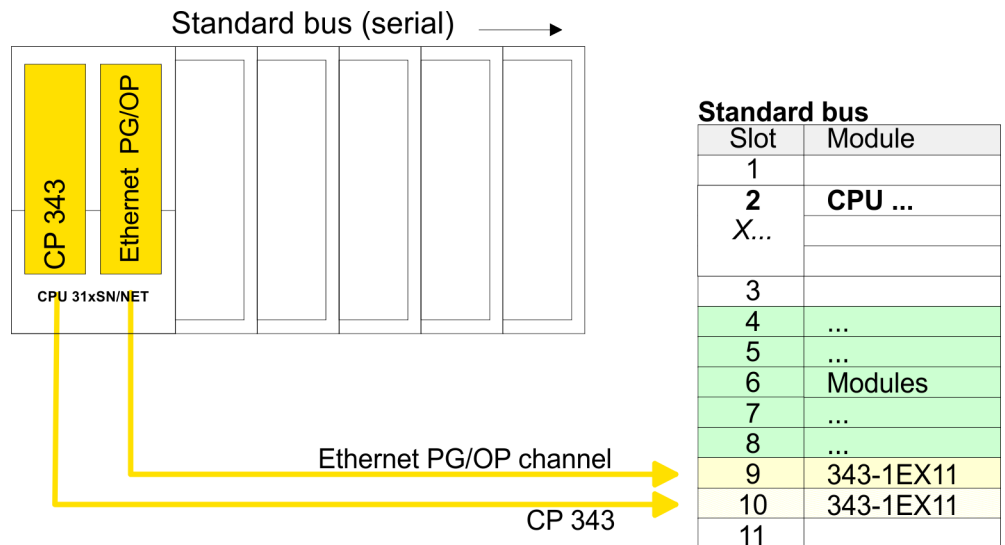 Standard bus (serial)
CP 343
Ethernet PG/OP
CPU 31xSN/NET
Ethernet PG/OP channel
CP 343
Standard bus
Slot Module
1
2 CPU ...
X...
3
4 ...
5 ...
6 Modules
7 ...
8 ...
9 343-1EX11
10 343-1EX11
11